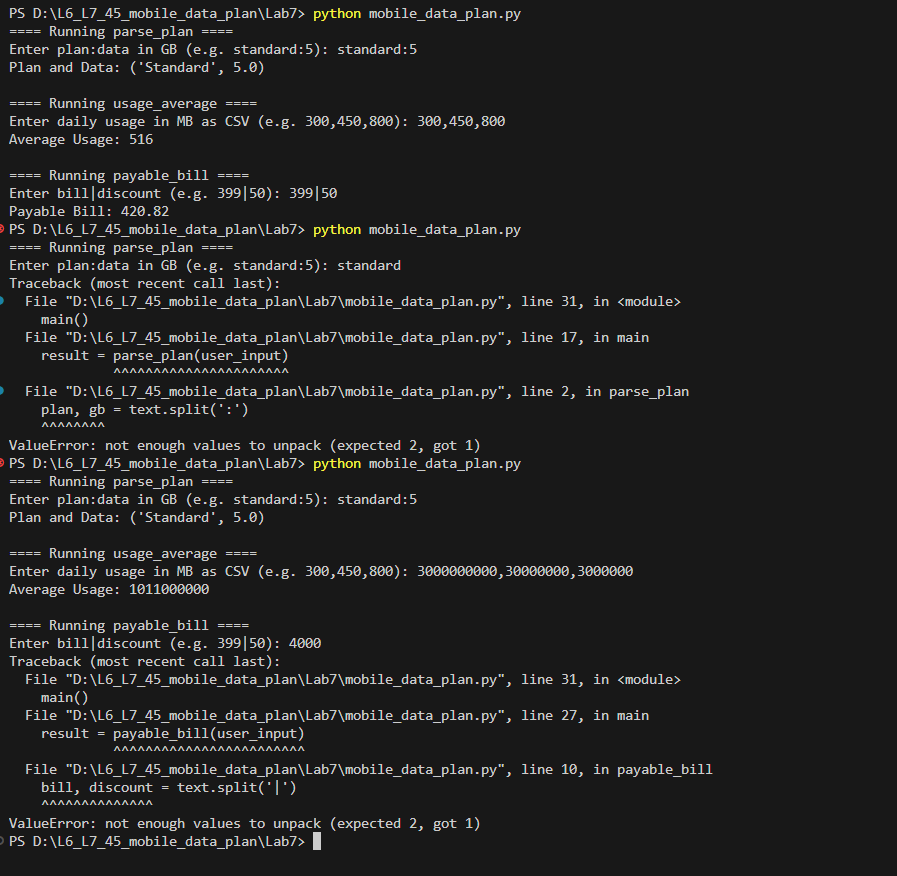 PS D:\L6_L7_45_mobile_data_plan\Lab7> python mobile_data_plan.py
==== Running parse_plan ====
Enter plan:data in GB (e.g. standard:5): standard:5
Plan and Data: ('Standard', 5.0)

==== Running usage_average ====
Enter daily usage in MB as CSV (e.g. 300,450,800): 300,450,800
Average Usage: 516

==== Running payable_bill ====
Enter bill|discount (e.g. 399|50): 399|50
Payable Bill: 420.82
PS D:\L6_L7_45_mobile_data_plan\Lab7> python mobile_data_plan.py
==== Running parse_plan ====
Enter plan:data in GB (e.g. standard:5): standard
Traceback (most recent call last):
  File "D:\L6_L7_45_mobile_data_plan\Lab7\mobile_data_plan.py", line 31, in <module>
    main()
  File "D:\L6_L7_45_mobile_data_plan\Lab7\mobile_data_plan.py", line 17, in main
    result = parse_plan(user_input)
             ^^^^^^^^^^^^^^^^^^^^^^
  File "D:\L6_L7_45_mobile_data_plan\Lab7\mobile_data_plan.py", line 2, in parse_plan
    plan, gb = text.split(':')
    ^^^^^^^^
ValueError: not enough values to unpack (expected 2, got 1)
PS D:\L6_L7_45_mobile_data_plan\Lab7> python mobile_data_plan.py
==== Running parse_plan ====
Enter plan:data in GB (e.g. standard:5): standard:5
Plan and Data: ('Standard', 5.0)

==== Running usage_average ====
Enter daily usage in MB as CSV (e.g. 300,450,800): 3000000000,30000000,3000000
Average Usage: 1011000000

==== Running payable_bill ====
Enter bill|discount (e.g. 399|50): 4000
Traceback (most recent call last):
  File "D:\L6_L7_45_mobile_data_plan\Lab7\mobile_data_plan.py", line 31, in <module>
    main()
  File "D:\L6_L7_45_mobile_data_plan\Lab7\mobile_data_plan.py", line 27, in main
    result = payable_bill(user_input)
             ^^^^^^^^^^^^^^^^^^^^^^^^
  File "D:\L6_L7_45_mobile_data_plan\Lab7\mobile_data_plan.py", line 10, in payable_bill
    bill, discount = text.split('|')
    ^^^^^^^^^^^^^^
ValueError: not enough values to unpack (expected 2, got 1)
PS D:\L6_L7_45_mobile_data_plan\Lab7>